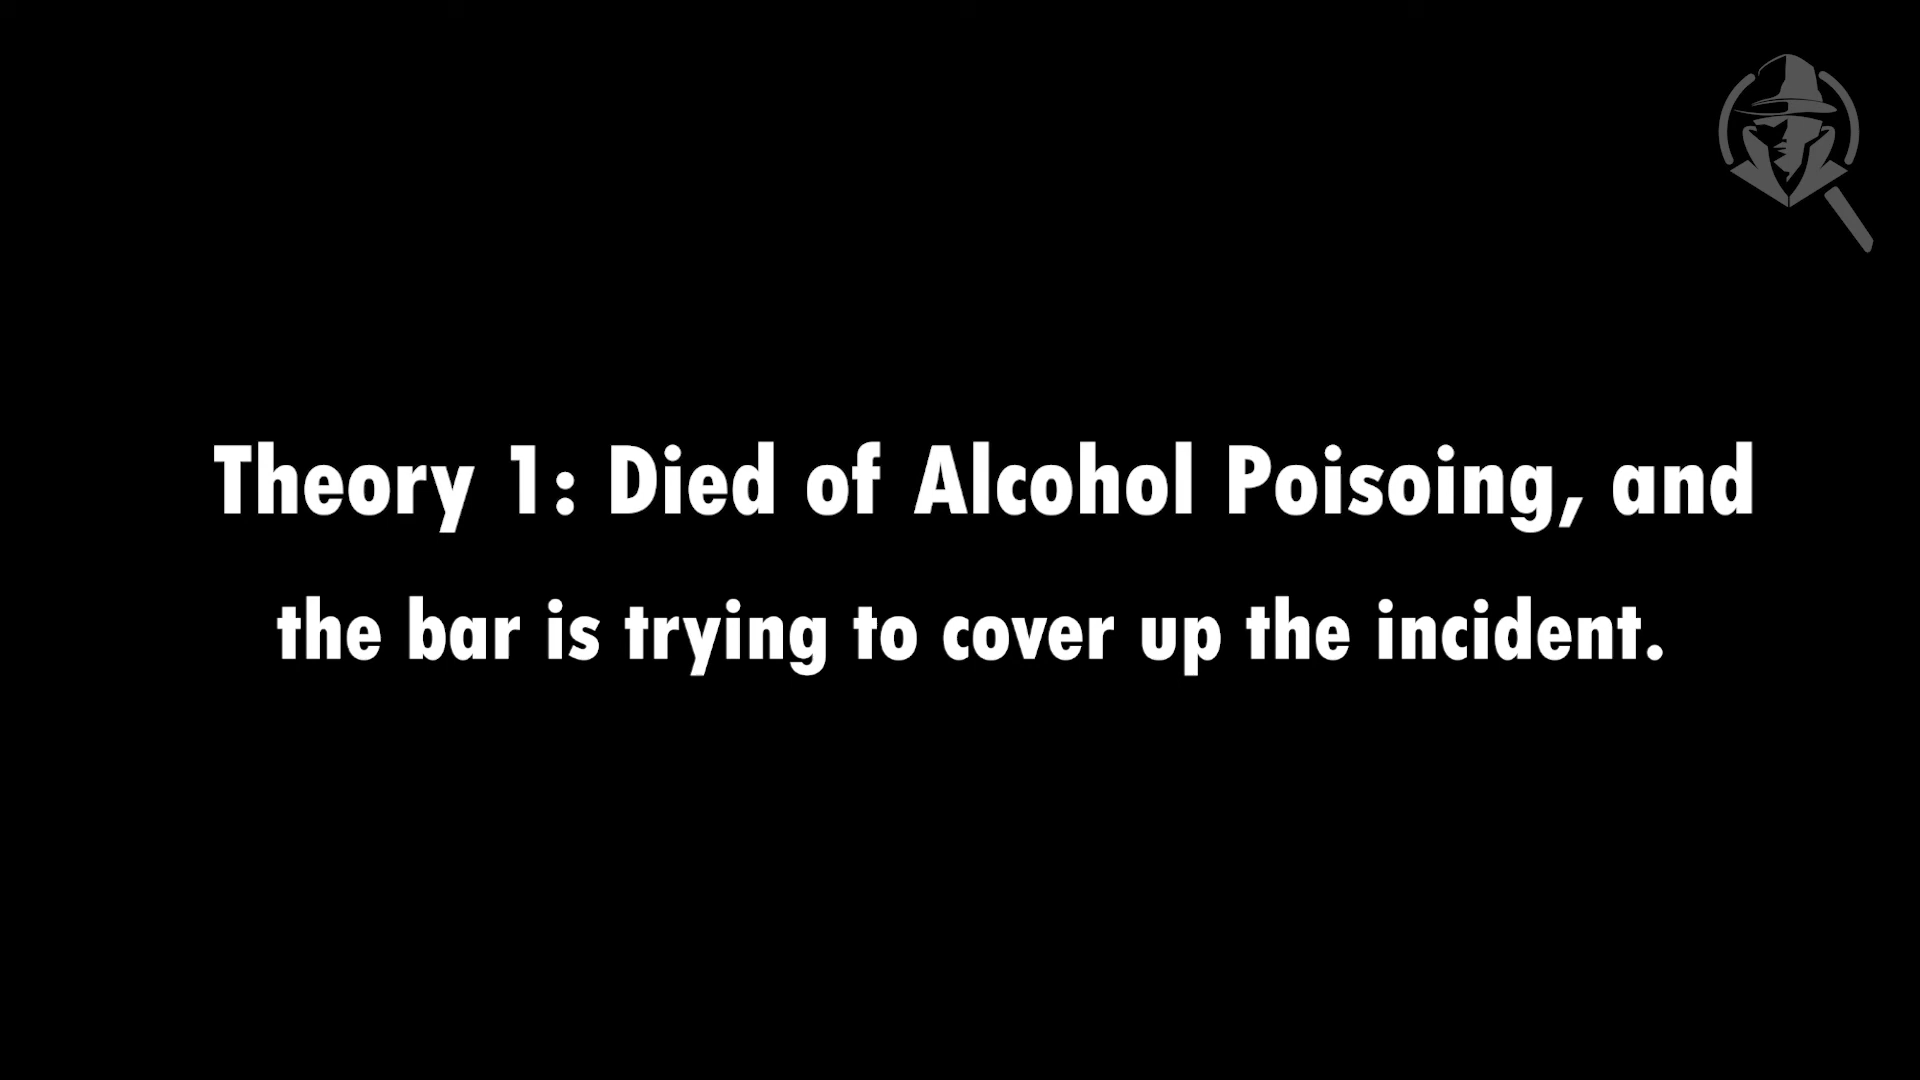 Theory 1: Died of Alcohol Poisoing, and
the bar is trying to cover up the incident.